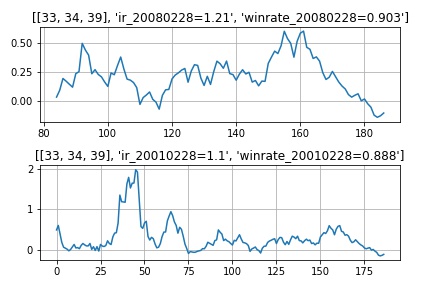 [[33, 34, 39], 'ir_20080228=1.21', 'winrate_20080228=0.903']
0.50
0.25
0.00
80 100 120 140 160 180
[[33, 34, 39], 'ir_20010228=1.1', 'winrate_20010228=0.888']
2
1
0
0 25 50 75 100 125 150 175